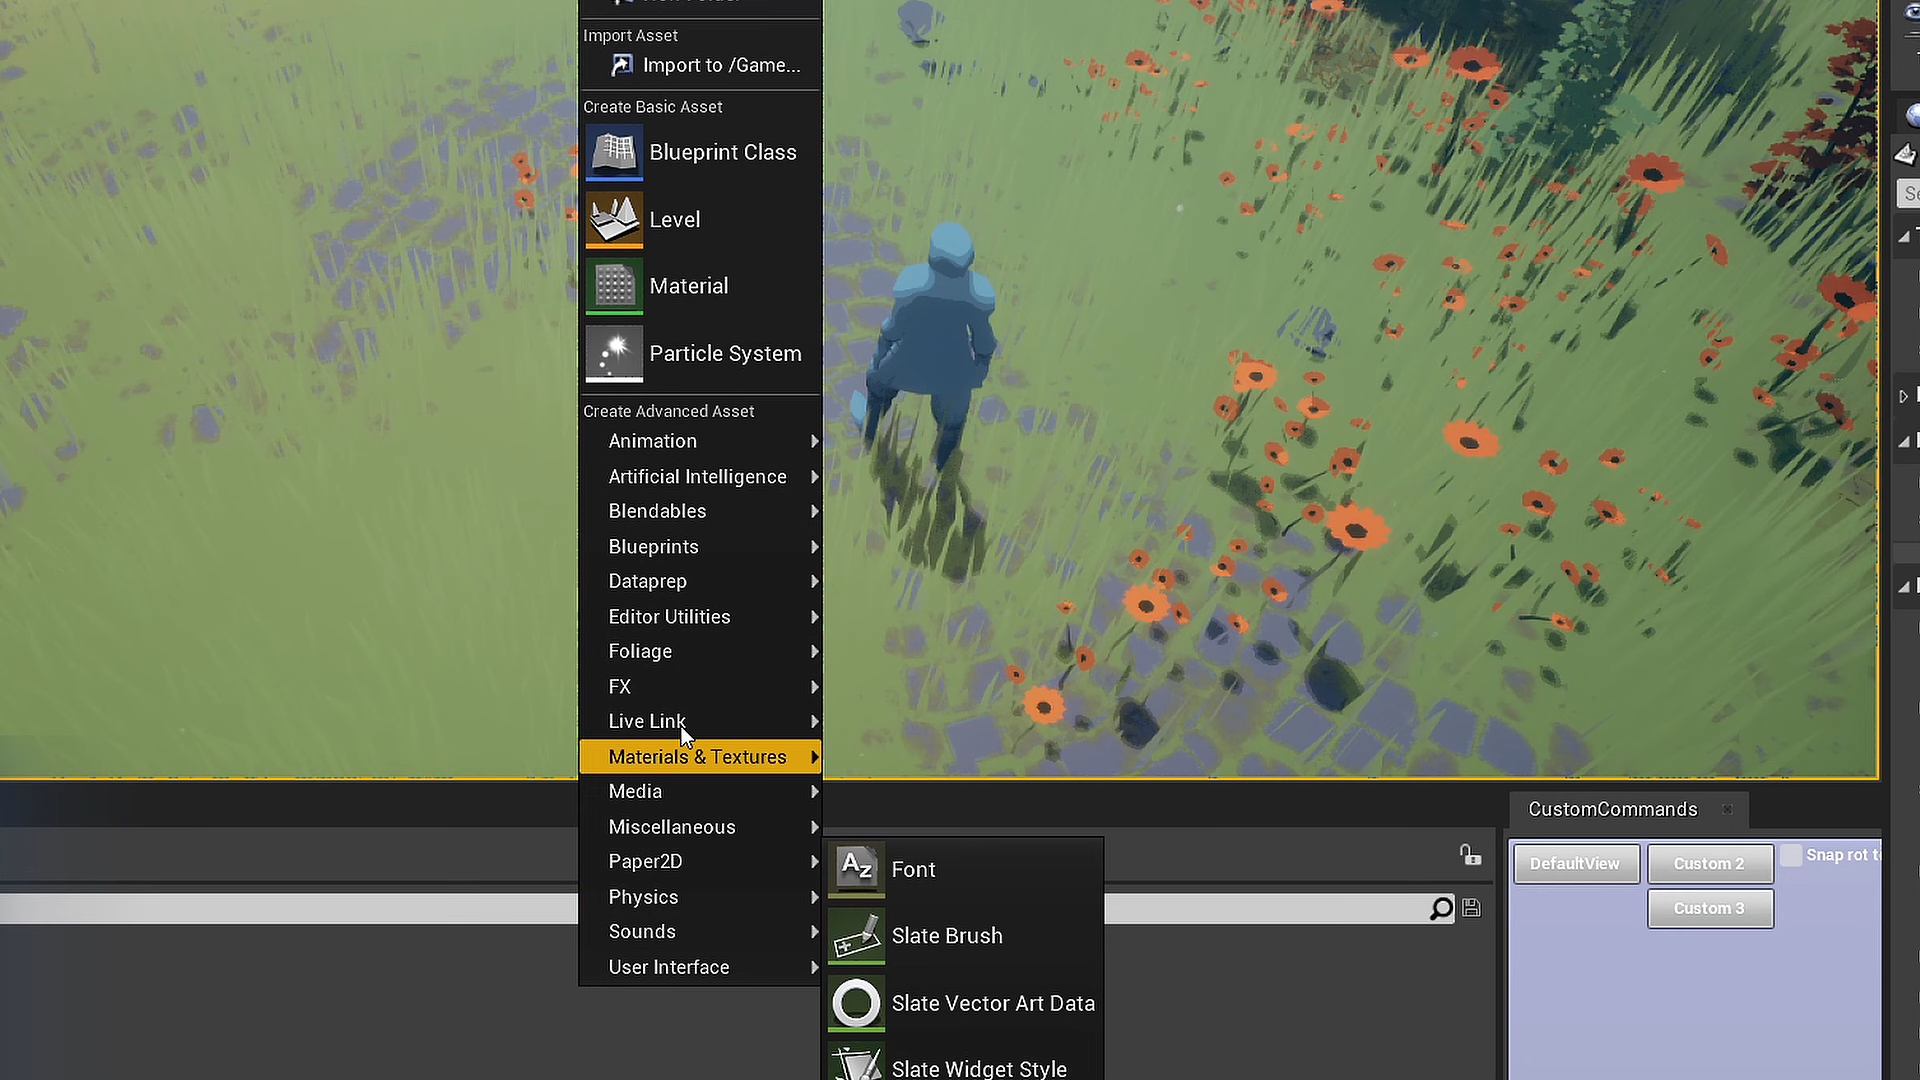 Import Asset
Import to /Game...
Create Basic Asset
Blueprint Class
Level
Material
Particle System
Create Advanced Asset
Animation
Artificial Intelligence
Blendables
Blueprints
Dataprep
Editor Utilities
Foliage
FX
Live Link
Materials & Textures
Media
Miscellaneous
Paper2D
Physics
Sounds
User Interface
Font
Slate Brush
Slate Vector Art Data
Slate Widget Style
CustomCommands
DefaultView
Custom 2
Snap rot
Custom 3